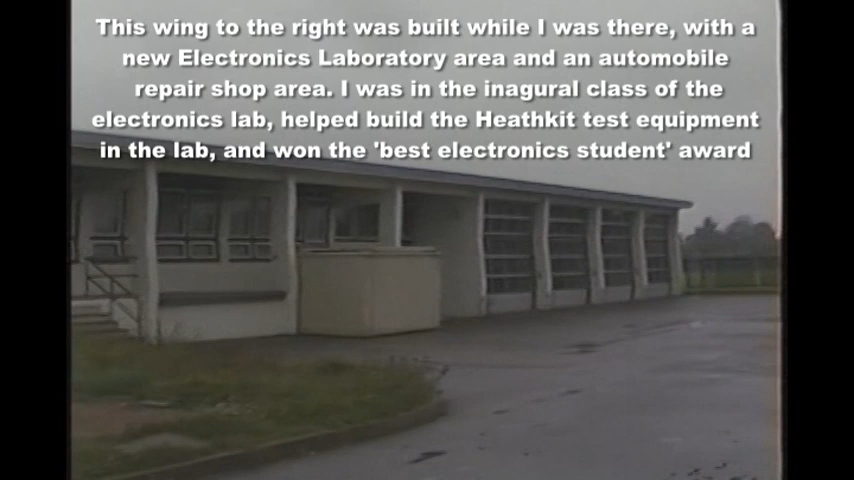 This wing to the right was built while I was there, with a
new Electronics Laboratory area and an automobile
repair shop area. I was in the inagural class of the
electronics lab, helped build the Heathkit test equipment
in the lab, and won the 'best electronics student' award